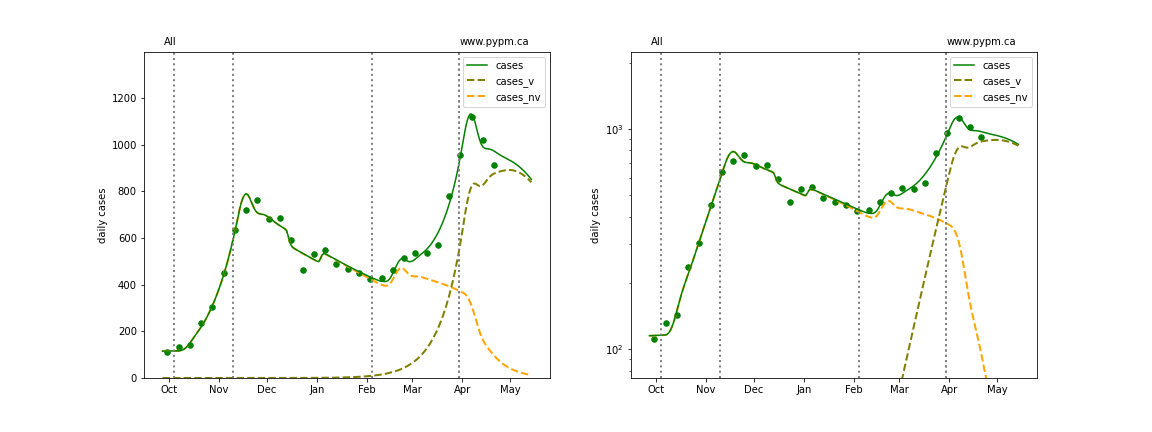 All
www.pypm.ca
cases
cases_v
cases_nv
daily cases
1200
1000
800
600
400
200
0
Oct
Nov
Dec
Jan
Feb
Mar
Apr
May
All
www.pypm.ca
cases
cases_v
cases_nv
daily cases
10³
10²
Oct
Nov
Dec
Jan
Feb
Mar
Apr
May